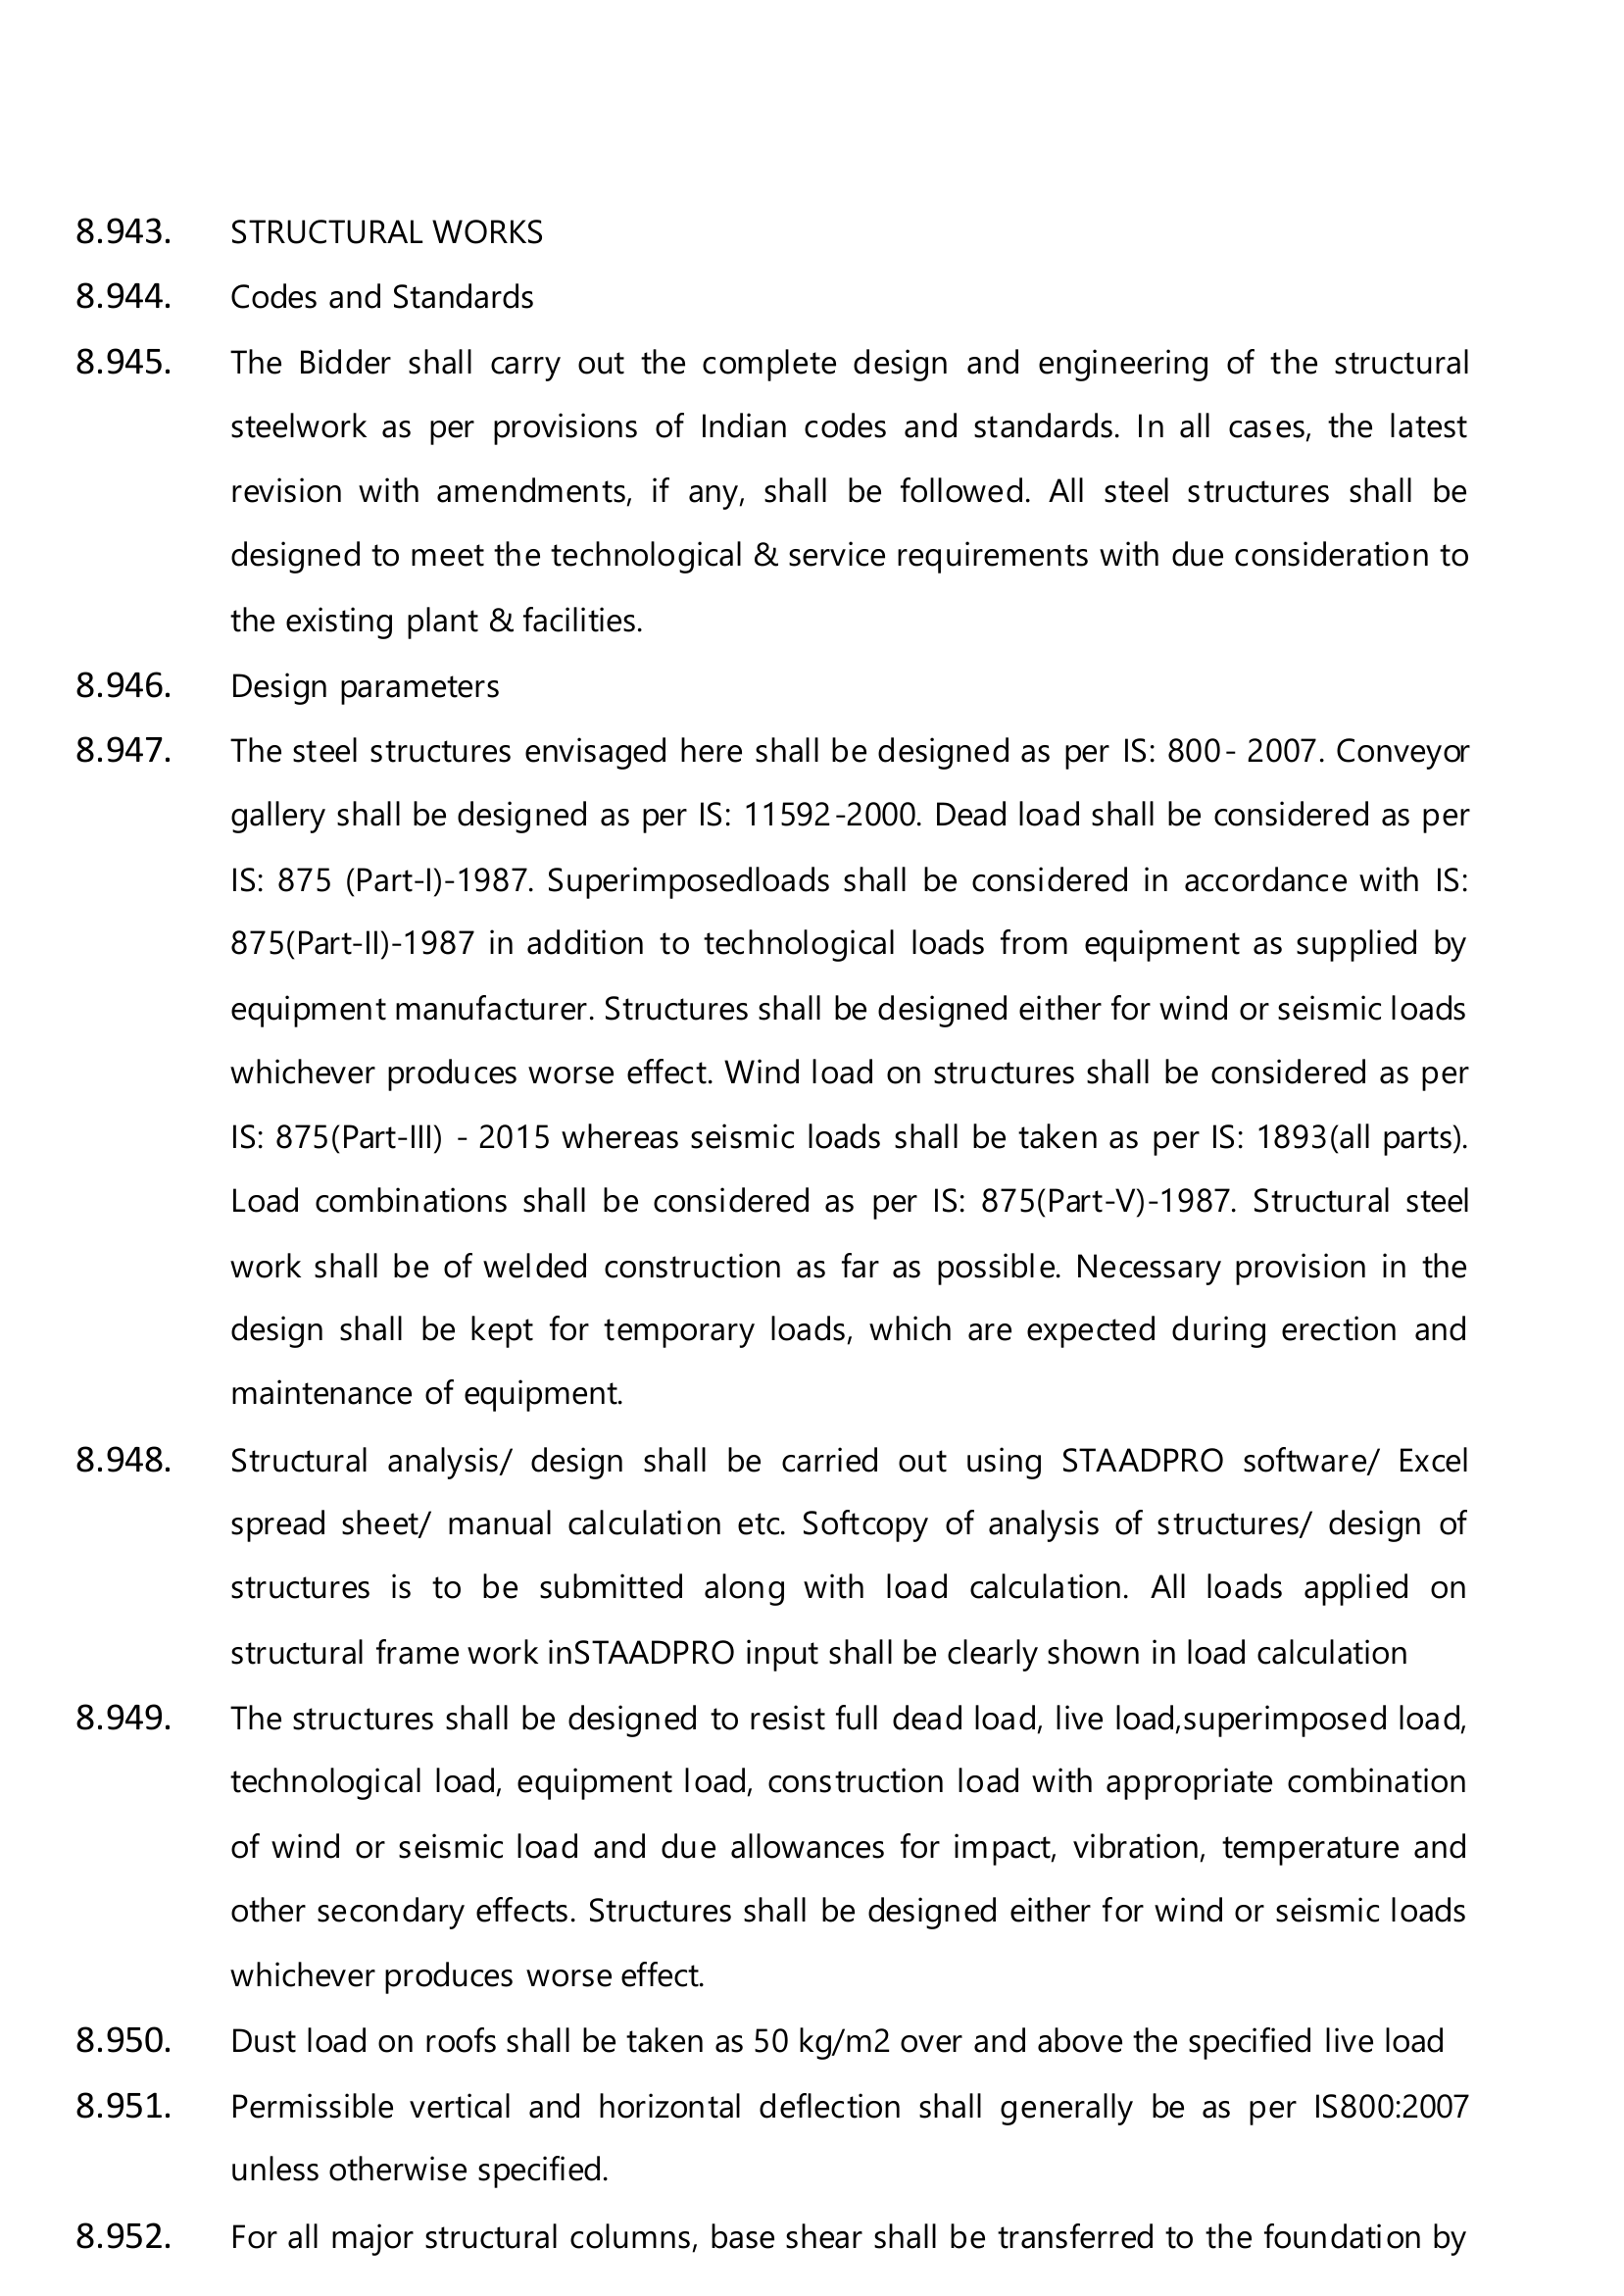 8.943. STRUCTURAL WORKS
8.944. Codes and Standards
8.945. The Bidder shall carry out the complete design and engineering of the structural
steelwork as per provisions of Indian codes and standards. In all cases, the latest
revision with amendments, if any, shall be followed. All steel structures shall be
designed to meet the technological & service requirements with due consideration to
the existing plant & facilities.
8.946. Design parameters
8.947. The steel structures envisaged here shall be designed as per IS: 800- 2007. Conveyor
gallery shall be designed as per IS: 11592-2000. Dead load shall be considered as per
IS: 875 (Part-I)-1987. Superimposedloads shall be considered in accordance with IS:
875(Part-II)-1987 in addition to technological loads from equipment as supplied by
equipment manufacturer. Structures shall be designed either for wind or seismic loads
whichever produces worse effect. Wind load on structures shall be considered as per
IS: 875(Part-III) - 2015 whereas seismic loads shall be taken as per IS: 1893(all parts).
Load combinations shall be considered as per IS: 875(Part-V)-1987. Structural steel
work shall be of welded construction as far as possible. Necessary provision in the
design shall be kept for temporary loads, which are expected during erection and
maintenance of equipment.
8.948. Structural analysis/ design shall be carried out using STAADPRO software/ Excel
spread sheet/ manual calculation etc. Softcopy of analysis of structures/ design of
structures is to be submitted along with load calculation. All loads applied on
structural frame work inSTAADPRO input shall be clearly shown in load calculation
8.949. The structures shall be designed to resist full dead load, live load,superimposed load,
technological load, equipment load, construction load with appropriate combination
of wind or seismic load and due allowances for impact, vibration, temperature and
other secondary effects. Structures shall be designed either for wind or seismic loads
whichever produces worse effect.
8.950. Dust load on roofs shall be taken as 50 kg/m2 over and above the specified live load
8.951. Permissible vertical and horizontal deflection shall generally be as per IS800:2007
unless otherwise specified.
8.952. For all major structural columns, base shear shall be transferred to the foundation by